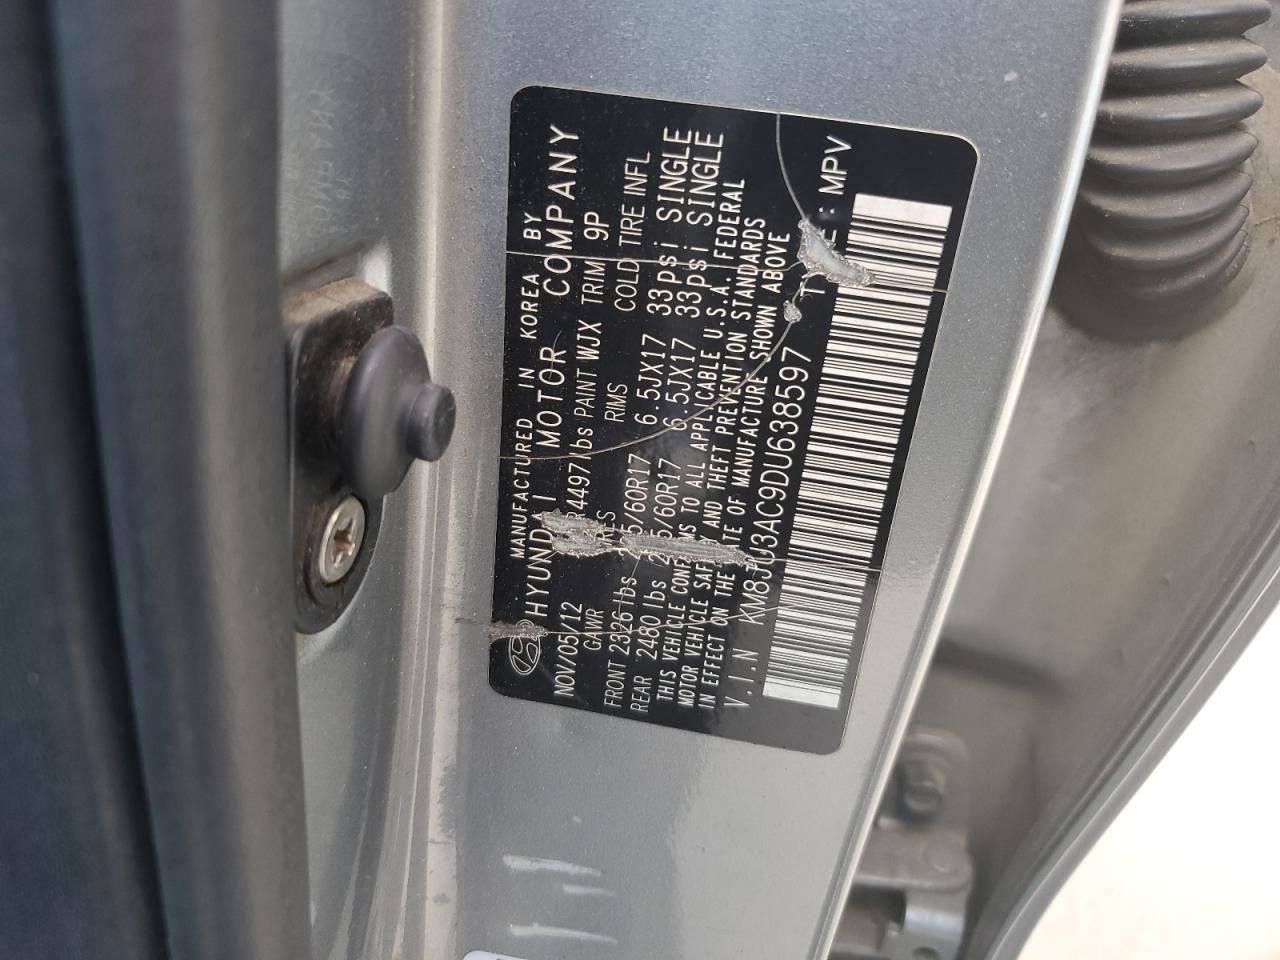 MANUFACTURED IN KOREA BY
HYUNDAI MOTOR COMPANY
NOV/05/12 4497 lbs PAINT WJX TRIM 9P
GAWR RIMS COLD TIRE INFL
FRONT 2326 lbs /60R17 6.5JX17 33psi SINGLE
REAR 2480 lbs /60R17 6.5JX17 33psi SINGLE
THIS VEHICLE TO ALL APPLICABLE U.S.A. FEDERAL
MOTOR VEHICLE AND THEFT PREVENTION STANDARDS
IN EFFECT ON THE OF MANUFACTURE SHOWN ABOVE
V.I.N KM8JU3AC9DU638597 : MPV